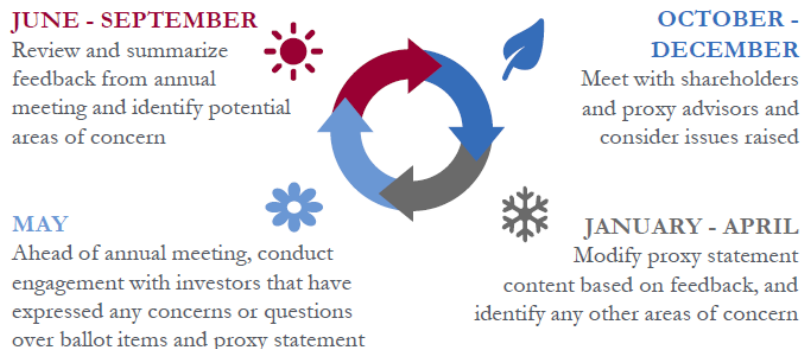 JUNE - SEPTEMBER
Review and summarize
feedback from annual
meeting and identify potential
areas of concern
OCTOBER -
DECEMBER
Meet with shareholders
and proxy advisors and
consider issues raised
MAY
Ahead of annual meeting, conduct
engagement with investors that have
expressed any concerns or questions
over ballot items and proxy statement
JANUARY - APRIL
Modify proxy statement
content based on feedback, and
identify any other areas of concern